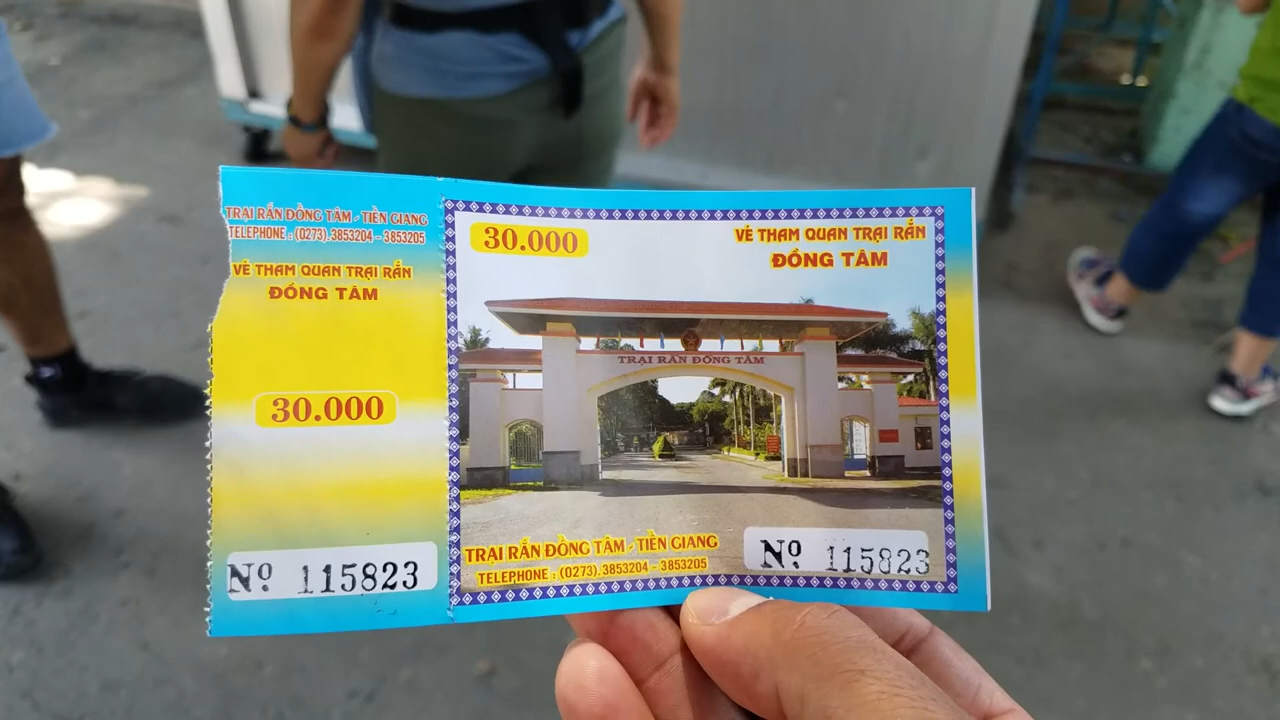 TRẠI RẮN ĐỒNG TÂM - TIỀN GIANG
TELEPHONE : (0273).3853204 - 3853205
VÉ THAM QUAN TRẠI RẮN
ĐỒNG TÂM
30.000
Nº 115823
30.000
VÉ THAM QUAN TRẠI RẮN
ĐỒNG TÂM
TRẠI RẮN ĐỒNG TÂM
TRẠI RẮN ĐỒNG TÂM - TIỀN GIANG
TELEPHONE : (0273).3853204 - 3853205
Nº 115823